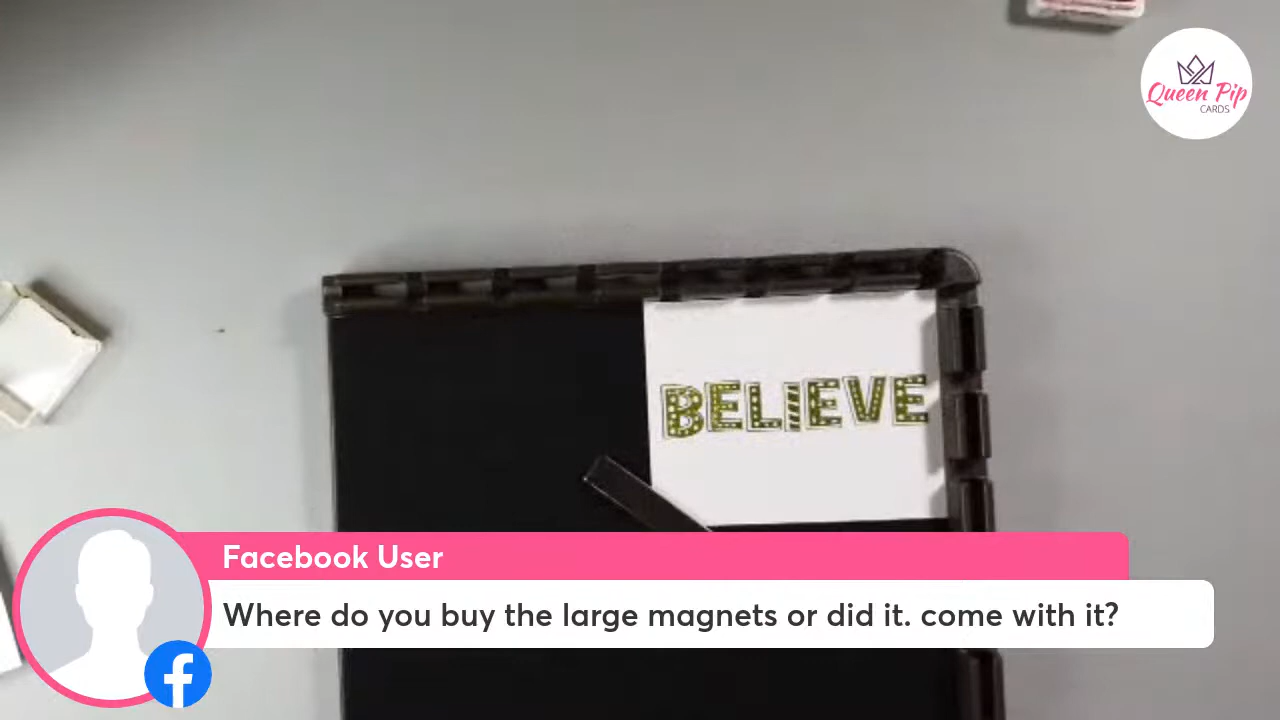 Queen Pip
CARDS
BELIEVE
Facebook User
Where do you buy the large magnets or did it. come with it?